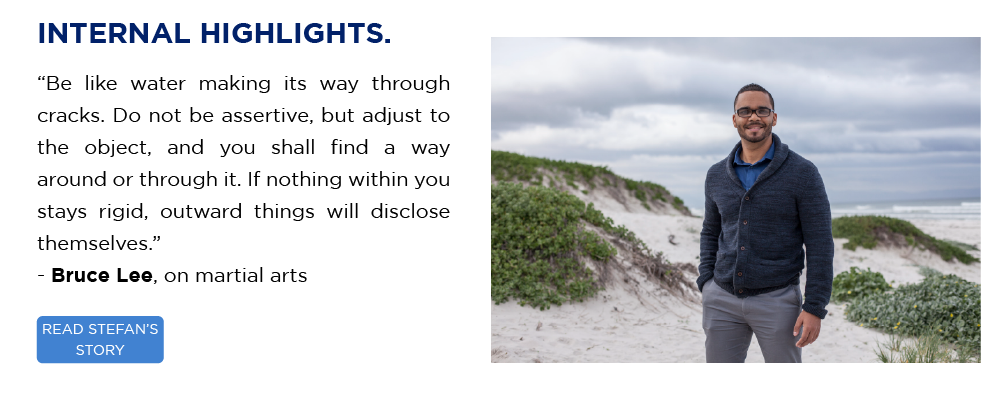 INTERNAL HIGHLIGHTS.
“Be like water making its way through
cracks. Do not be assertive, but adjust to
the object, and you shall find a way
around or through it. If nothing within you
stays rigid, outward things will disclose
themselves.”
- Bruce Lee, on martial arts
READ STEFAN'S
STORY